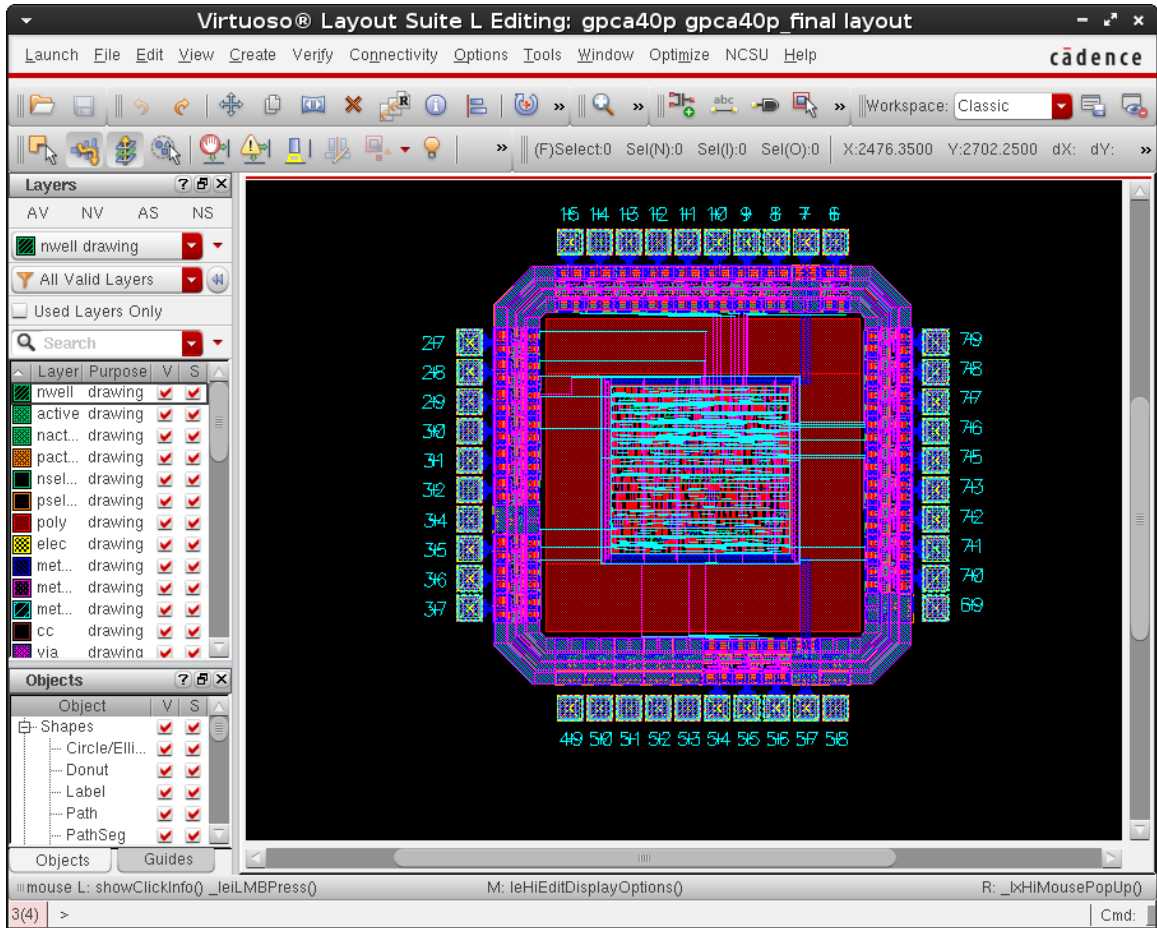 Virtuoso® Layout Suite L Editing: gpca40p gpca40p_final layout
Launch File Edit View Create Verify Connectivity Options Tools Window Optimize NCSU Help
cādence
» » abc » Workspace: Classic
» (F)Select:0 Sel(N):0 Sel(I):0 Sel(O):0 X:2476.3500 Y:2702.2500 dX: dY: »
Layers
AV NV AS NS
nwell drawing
All Valid Layers
Used Layers Only
Search
Layer Purpose V S
nwell drawing
active drawing
nact... drawing
pact... drawing
nsel... drawing
psel... drawing
poly drawing
elec drawing
met... drawing
met... drawing
met... drawing
cc drawing
via drawing
Objects
Object V S
Shapes
Circle/Elli...
Donut
Label
Path
PathSeg
Objects Guides
15 14 13 12 11 10 9 8 7 6
27
28
29
30
31
32
34
35
36
37
79
78
77
76
75
73
72
71
70
69
49 50 51 52 53 54 55 56 57 58
mouse L: showClickInfo() _leiLMBPress() M: leHiEditDisplayOptions() R: _lxHiMousePopUp()
3(4) > Cmd: